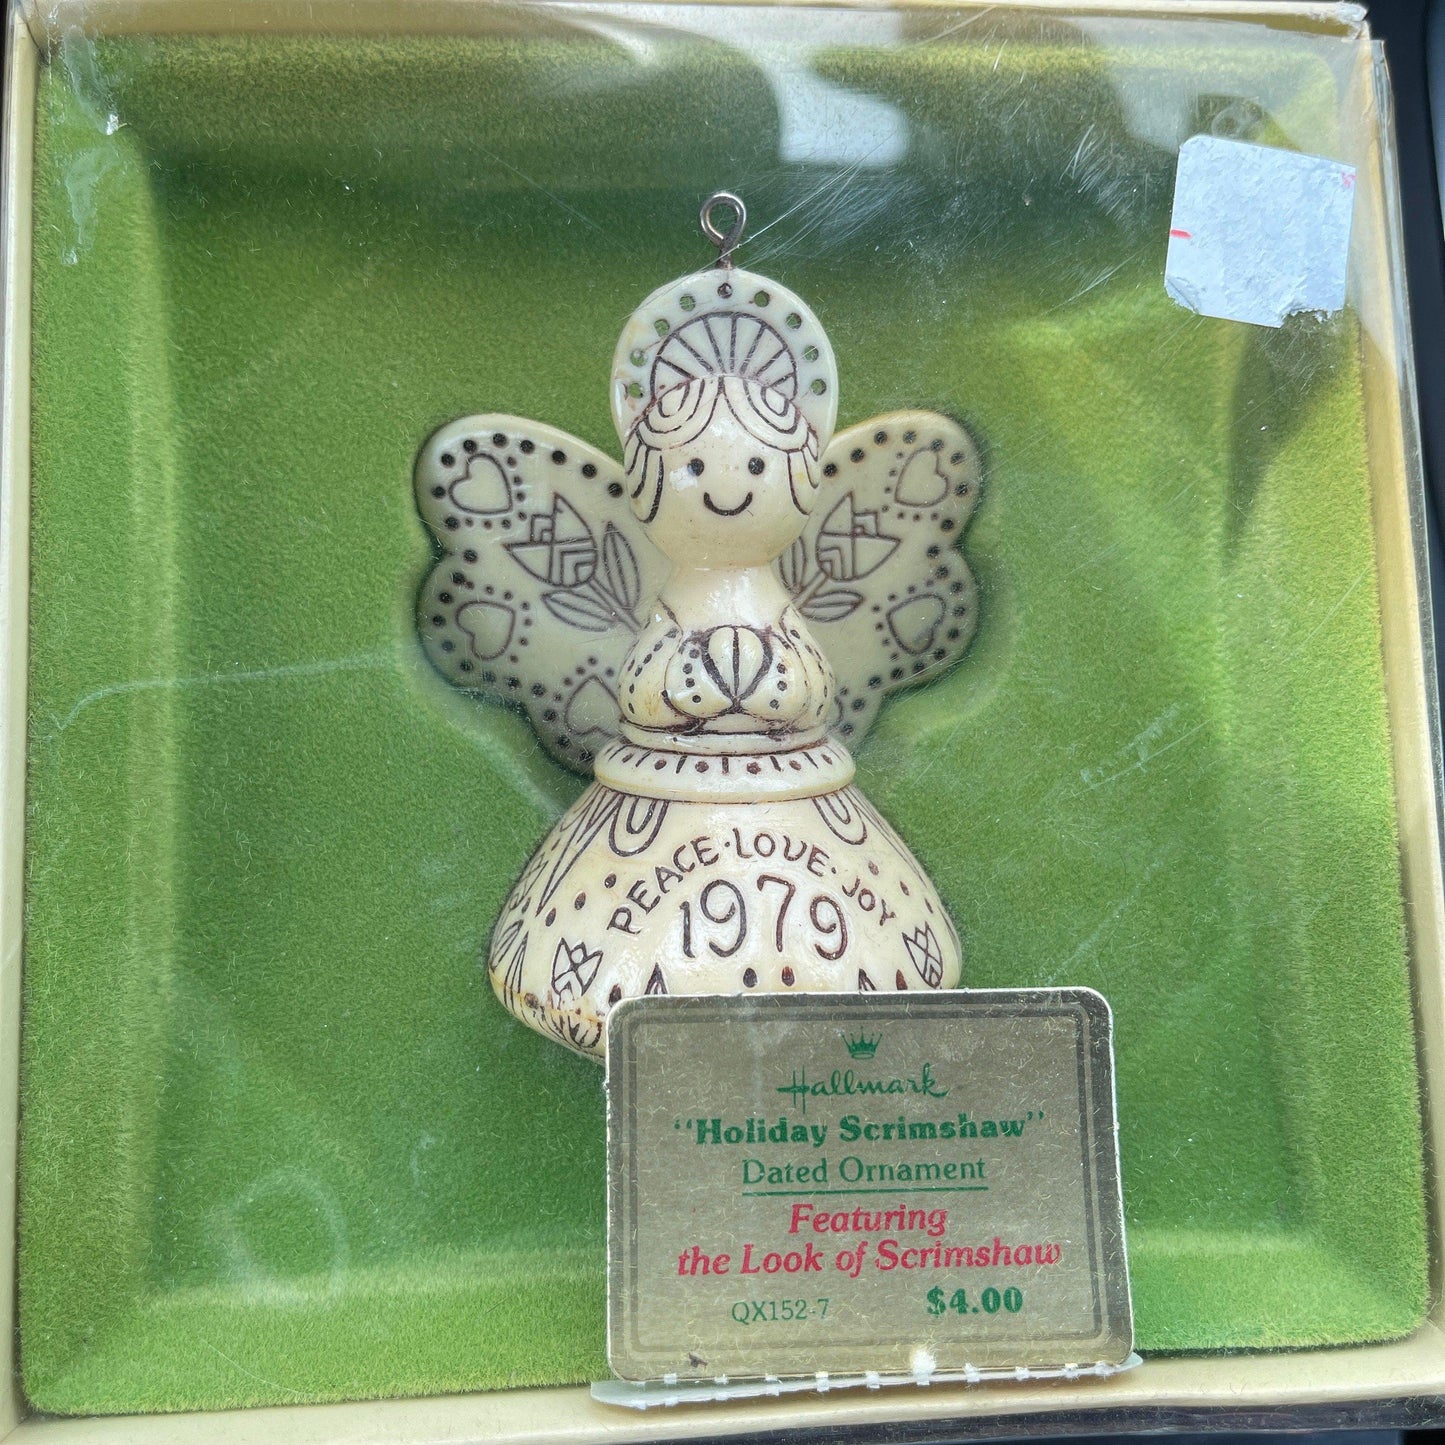 PEACE·LOVE·JOY
1979
Hallmark
"Holiday Scrimshaw"
Dated Ornament
Featuring
the Look of Scrimshaw
QX152-7 $4.00